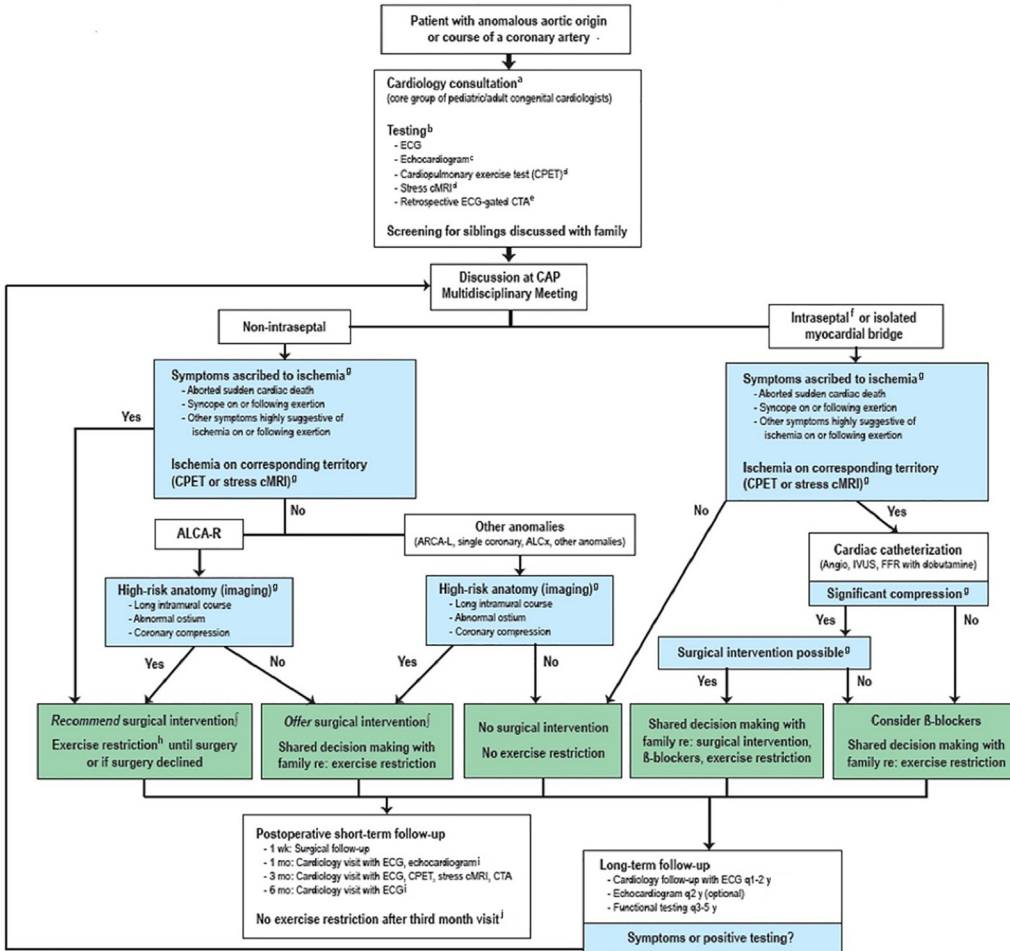 Patient with anomalous aortic origin
or course of a coronary artery
Cardiology consultationᵃ
(core group of pediatric/adult congenital cardiologists)
Testingᵇ
- ECG
- Echocardiogramᶜ
- Cardiopulmonary exercise test (CPET)ᵈ
- Stress cMRIᵈ
- Retrospective ECG-gated CTAᵉ
Screening for siblings discussed with family
Discussion at CAP
Multidisciplinary Meeting
Non-intraseptal
Intraseptalᶠ or isolated
myocardial bridge
Symptoms ascribed to ischemiaᵍ
- Aborted sudden cardiac death
- Syncope on or following exertion
- Other symptoms highly suggestive of
ischemia on or following exertion
Ischemia on corresponding territory
(CPET or stress cMRI)ᵍ
Yes
No
Symptoms ascribed to ischemiaᵍ
- Aborted sudden cardiac death
- Syncope on or following exertion
- Other symptoms highly suggestive of
ischemia on or following exertion
Ischemia on corresponding territory
(CPET or stress cMRI)ᵍ
No
Yes
ALCA-R
Other anomalies
(ARCA-L, single coronary, ALCx, other anomalies)
Cardiac catheterization
(Angio, IVUS, FFR with dobutamine)
Significant compressionᵍ
Yes
No
High-risk anatomy (imaging)ᵍ
- Long intramural course
- Abnormal ostium
- Coronary compression
Yes
No
High-risk anatomy (imaging)ᵍ
- Long intramural course
- Abnormal ostium
- Coronary compression
Yes
No
Surgical intervention possibleᵍ
Yes
No
Recommend surgical intervention∫
Exercise restrictionʰ until surgery
or if surgery declined
Offer surgical intervention∫
Shared decision making with
family re: exercise restriction
No surgical intervention
No exercise restriction
Shared decision making with
family re: surgical intervention,
ß-blockers, exercise restriction
Consider ß-blockers
Shared decision making with
family re: exercise restriction
Postoperative short-term follow-up
- 1 wk: Surgical follow-up
- 1 mo: Cardiology visit with ECG, echocardiogramⁱ
- 3 mo: Cardiology visit with ECG, CPET, stress cMRI, CTA
- 6 mo: Cardiology visit with ECGⁱ
No exercise restriction after third month visitʲ
Long-term follow-up
- Cardiology follow-up with ECG q1-2 y
- Echocardiogram q2 y (optional)
- Functional testing q3-5 y
Symptoms or positive testing?